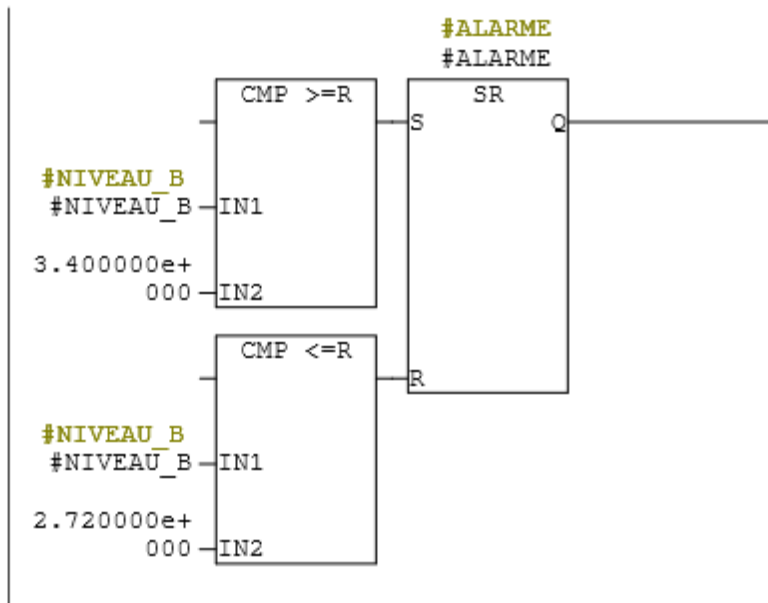 #ALARME
#ALARME
CMP >=R
SR
S
Q
#NIVEAU_B
#NIVEAU_B
IN1
3.400000e+
000
IN2
CMP <=R
R
#NIVEAU_B
#NIVEAU_B
IN1
2.720000e+
000
IN2